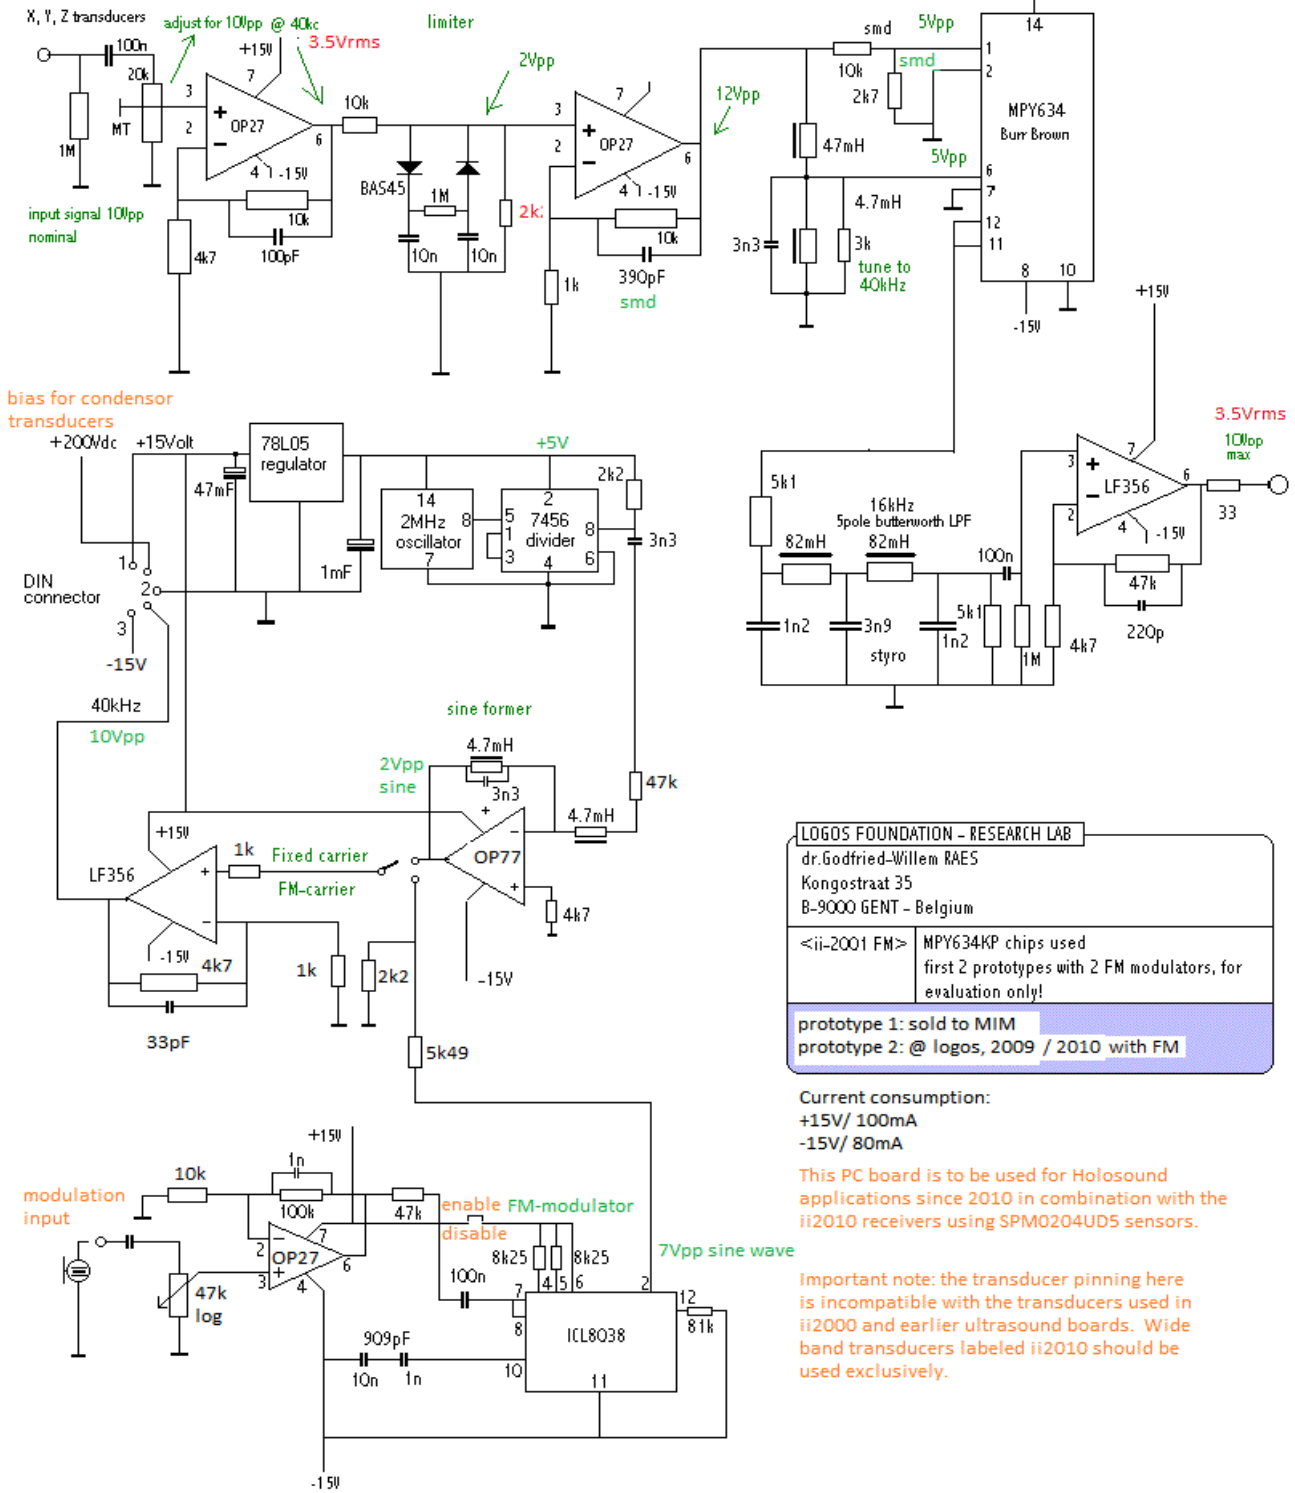 X, Y, Z transducers
adjust for 10Vpp @ 40kc
3.5Vrms
limiter
100n
20k
+15V
7
3
+
2
-
OP27
6
4
-15V
MT
1M
input signal 10Vpp
nominal
4k7
10k
100pF
10k
2Vpp
BAS45
1M
10n
10n
2k
3
+
2
-
OP27
7
6
4
-15V
12Vpp
10k
390pF
smd
1k
smd
10k
5Vpp
smd
2k7
47mH
5Vpp
4.7mH
3n3
3k
tune to
40kHz
14
1
2
MPY634
Burr Brown
6
7
12
11
8
10
-15V
+15V
bias for condensor
transducers
+200Vdc
+15Volt
78L05
regulator
47mF
1mF
+5V
14
2MHz
oscillator
8
7
2
5
1
3
7456
divider
8
6
4
2k2
3n3
DIN
connector
1
2
3
-15V
40kHz
10Vpp
5k1
16kHz
5pole butterworth LPF
82mH
82mH
100n
1n2
3n9
styro
1n2
5k1
1M
4k7
3
+
2
-
LF356
7
6
4
-15V
47k
220p
33
3.5Vrms
10Vpp
max
sine former
4.7mH
3n3
2Vpp
sine
+
-
+
OP77
4.7mH
47k
4k7
-15V
+15V
LF356
+
-
-15V
1k
Fixed carrier
FM-carrier
4k7
33pF
1k
2k2
5k49
LOGOS FOUNDATION - RESEARCH LAB
dr.Godfried-Willem RAES
Kongostraat 35
B-9000 GENT - Belgium
<ii-2001 FM>
MPY634KP chips used
first 2 prototypes with 2 FM modulators, for
evaluation only!
prototype 1: sold to MIM
prototype 2: @ logos, 2009 / 2010 with FM
Current consumption:
+15V/ 100mA
-15V/ 80mA
This PC board is to be used for Holosound
applications since 2010 in combination with the
ii2010 receivers using SPM0204UD5 sensors.
Important note: the transducer pinning here
is incompatible with the transducers used in
ii2000 and earlier ultrasound boards. Wide
band transducers labeled ii2010 should be
used exclusively.
modulation
input
10k
+15V
1n
100k
47k
enable
disable
FM-modulator
2
-
3
+
OP27
7
6
4
47k
log
8k25
8k25
7Vpp sine wave
100n
7
8
4
5
6
2
12
81k
ICL8038
10
11
909pF
10n
1n
-15V